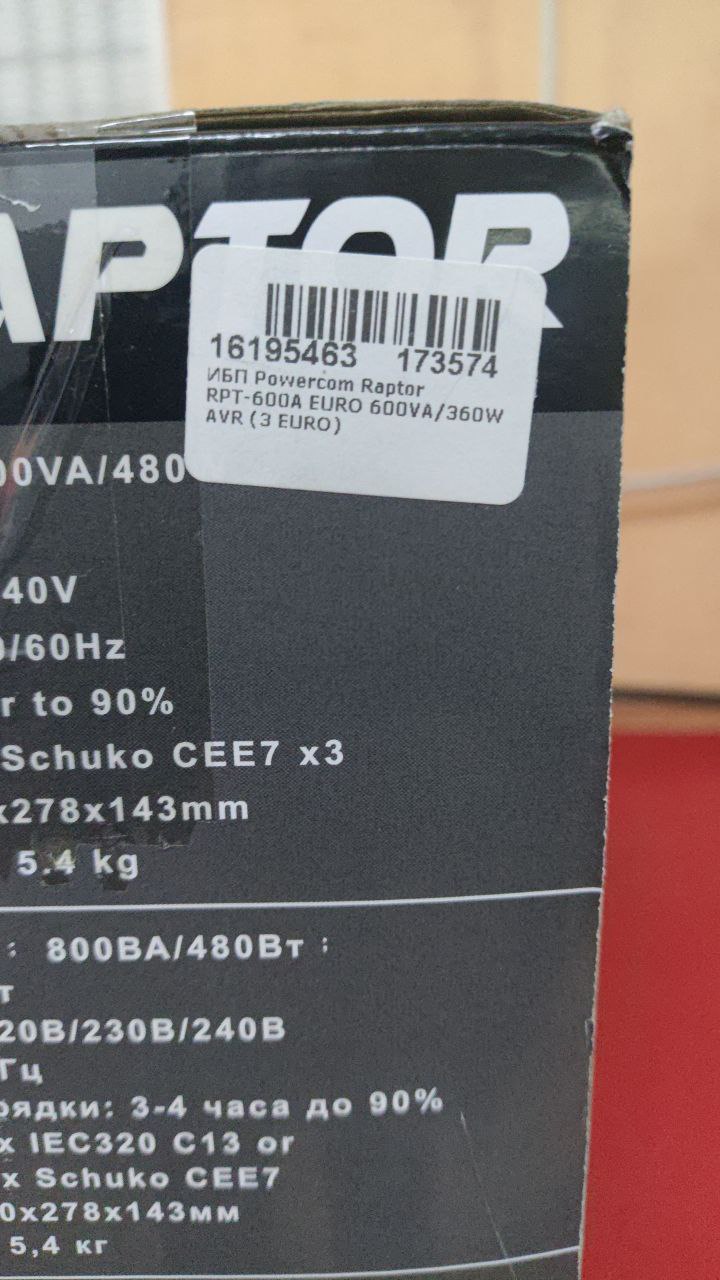 APTOR
16195463 173574
ИБП Powercom Raptor
RPT-600A EURO 600VA/360W
AVR (3 EURO)
00VA/480
40V
0/60Hz
r to 90%
Schuko CEE7 x3
x278x143mm
5.4 kg
: 800ВА/480Вт ;
т
20В/230В/240В
Гц
рядки: 3-4 часа до 90%
x IEC320 C13 or
x Schuko CEE7
0x278x143мм
5,4 кг